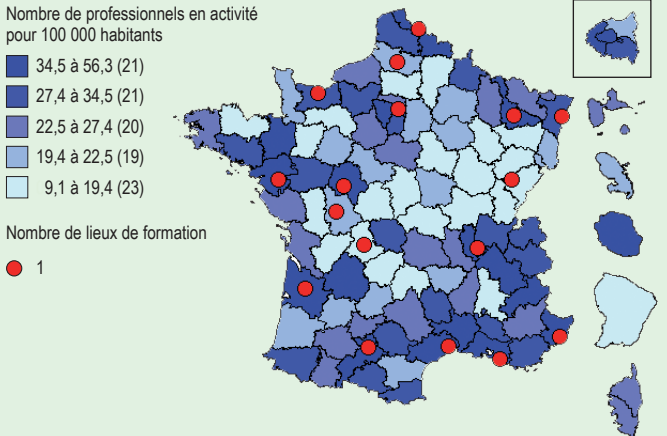 Nombre de professionnels en activité
pour 100 000 habitants
34,5 à 56,3 (21)
27,4 à 34,5 (21)
22,5 à 27,4 (20)
19,4 à 22,5 (19)
9,1 à 19,4 (23)
Nombre de lieux de formation
1